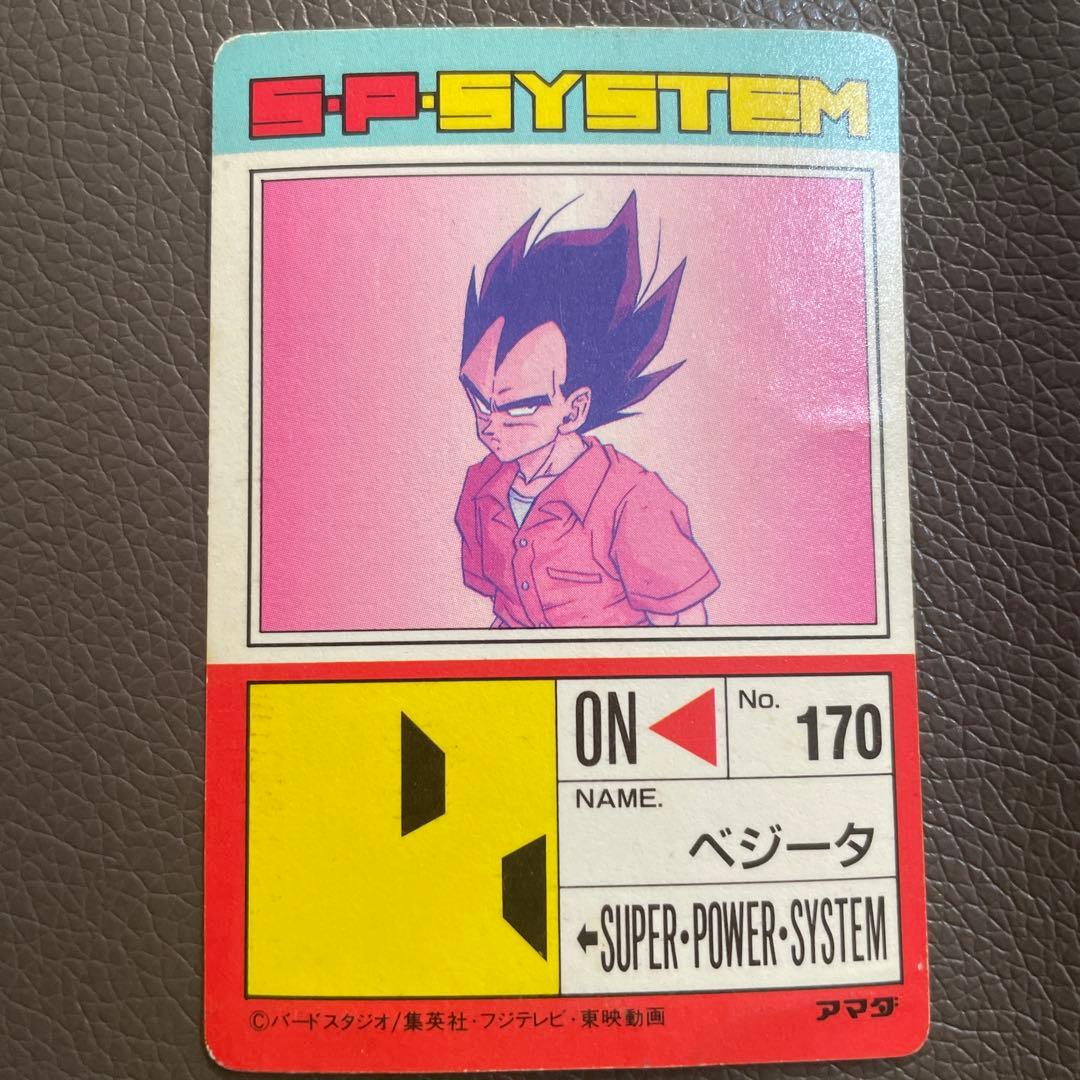 S·P·SYSTEM
ON
No.
170
NAME.
ベジータ
SUPER·POWER·SYSTEM
アマダ
©バードスタジオ/集英社・フジテレビ・東映動画